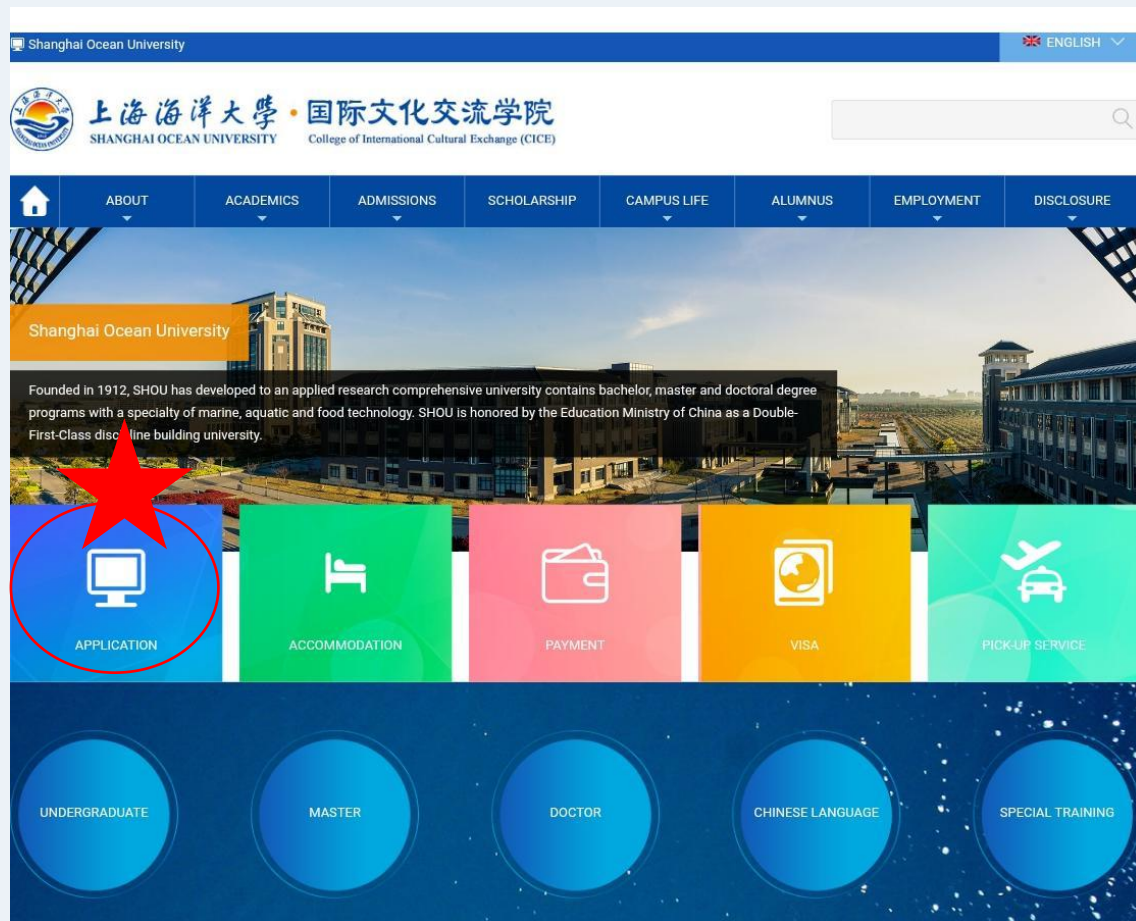 Shanghai Ocean University
ENGLISH
上海海洋大學·国际文化交流学院
SHANGHAI OCEAN UNIVERSITY College of International Cultural Exchange (CICE)
ABOUT ACADEMICS ADMISSIONS SCHOLARSHIP CAMPUS LIFE ALUMNUS EMPLOYMENT DISCLOSURE
Shanghai Ocean University
Founded in 1912, SHOU has developed to an applied research comprehensive university contains bachelor, master and doctoral degree
programs with a specialty of marine, aquatic and food technology. SHOU is honored by the Education Ministry of China as a Double-
First-Class building university.
APPLICATION ACCOMMODATION PAYMENT VISA PICK-UP SERVICE
UNDERGRADUATE MASTER DOCTOR CHINESE LANGUAGE SPECIAL TRAINING